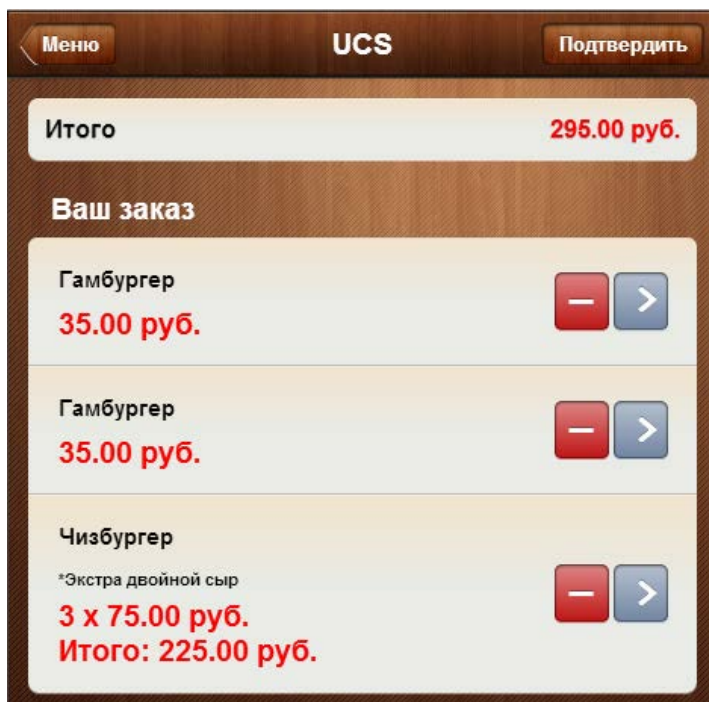 Меню UCS Подтвердить
Итого 295.00 руб.
Ваш заказ
Гамбургер
35.00 руб.
Гамбургер
35.00 руб.
Чизбургер
*Экстра двойной сыр
3 x 75.00 руб.
Итого: 225.00 руб.